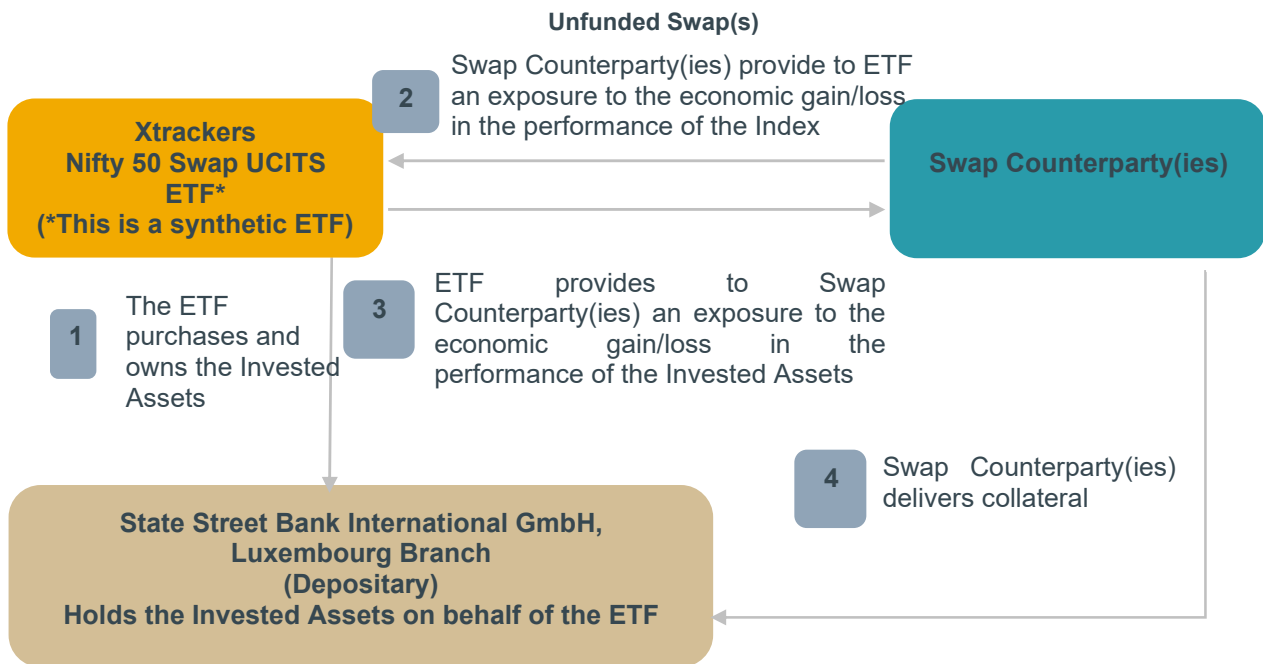 Unfunded Swap(s)
2
Swap Counterparty(ies) provide to ETF
an exposure to the economic gain/loss
in the performance of the Index
Xtrackers
Nifty 50 Swap UCITS
ETF*
(*This is a synthetic ETF)
Swap Counterparty(ies)
1
The ETF
purchases and
owns the Invested
Assets
3
ETF provides to Swap
Counterparty(ies) an exposure to the
economic gain/loss in the
performance of the Invested Assets
4
Swap Counterparty(ies)
delivers collateral
State Street Bank International GmbH,
Luxembourg Branch
(Depositary)
Holds the Invested Assets on behalf of the ETF